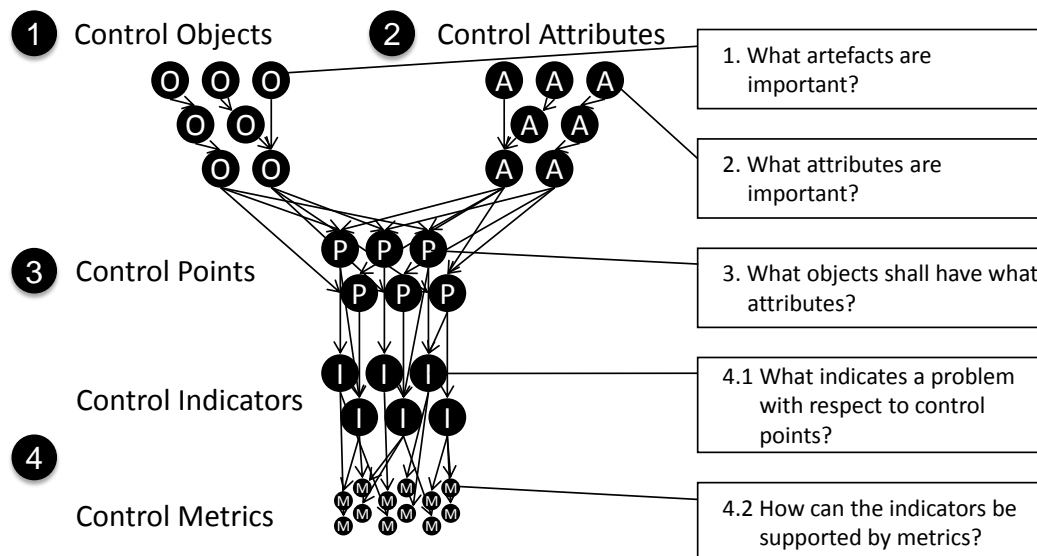 1 Control Objects
2 Control Attributes
O O O
A A A
O O
A A
O O
A A
1. What artefacts are
important?
2. What attributes are
important?
P P P
3 Control Points
P P P
3. What objects shall have what
attributes?
I I I
Control Indicators
I I I
4.1 What indicates a problem
with respect to control
points?
4
M M M
M M M
M M M
Control Metrics
M M M
4.2 How can the indicators be
supported by metrics?